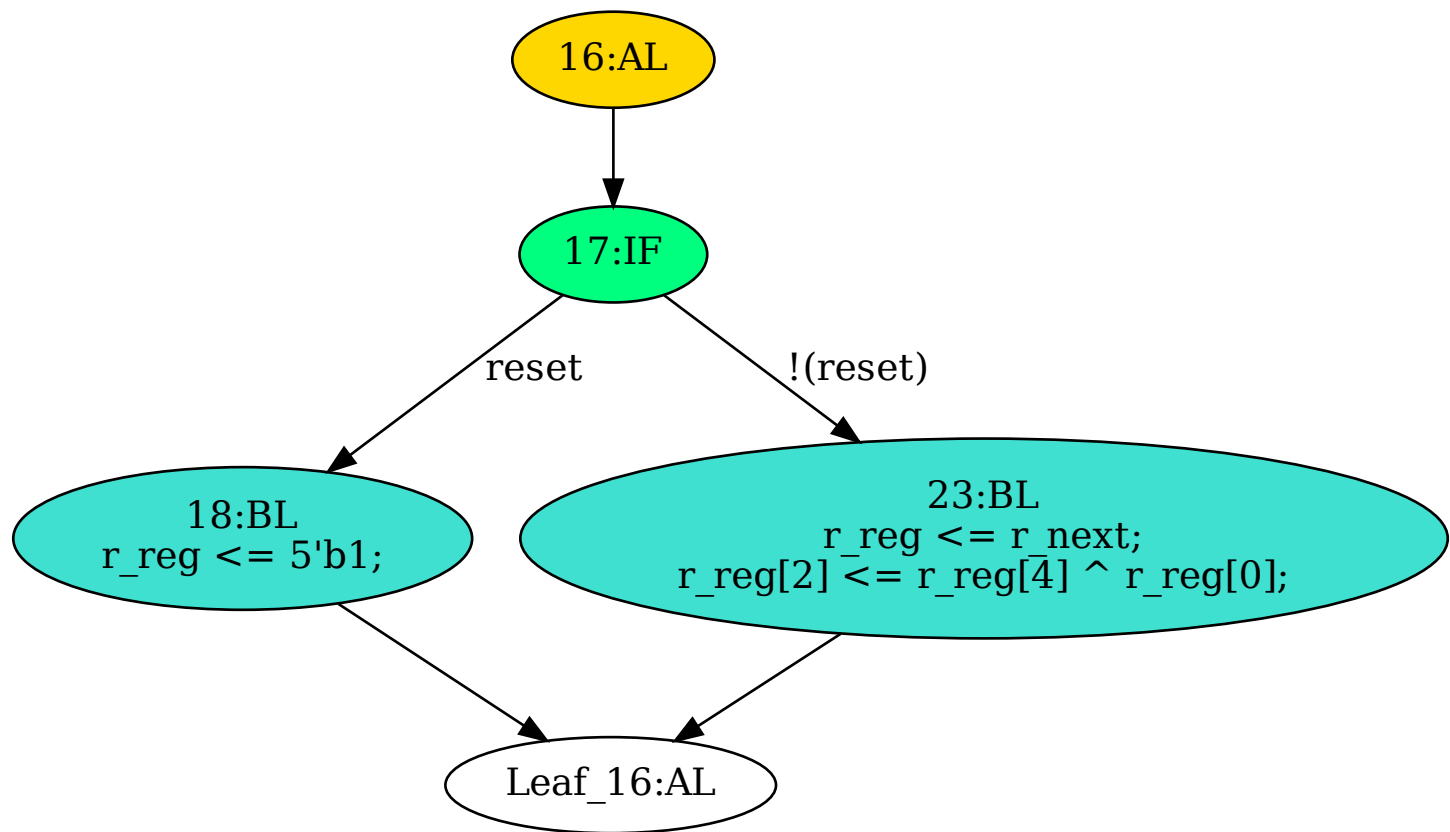 16:AL
17:IF
reset
!(reset)
18:BL
r_reg <= 5'b1;
23:BL
r_reg <= r_next;
r_reg[2] <= r_reg[4] ^ r_reg[0];
Leaf_16:AL